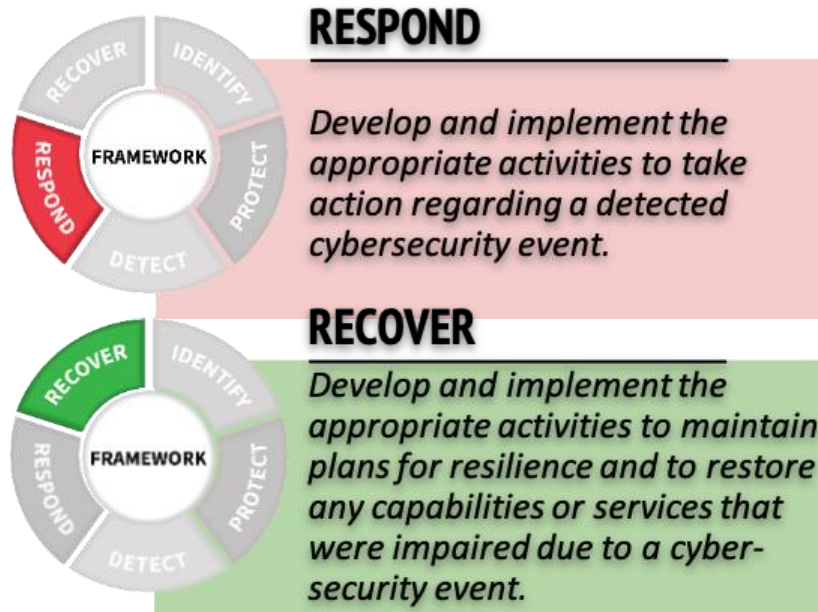 RESPOND
RECOVER
IDENTIFY
RESPOND
FRAMEWORK
PROTECT
DETECT
Develop and implement the
appropriate activities to take
action regarding a detected
cybersecurity event.
RECOVER
RECOVER
IDENTIFY
RESPOND
FRAMEWORK
PROTECT
DETECT
Develop and implement the
appropriate activities to maintain
plans for resilience and to restore
any capabilities or services that
were impaired due to a cyber-
security event.